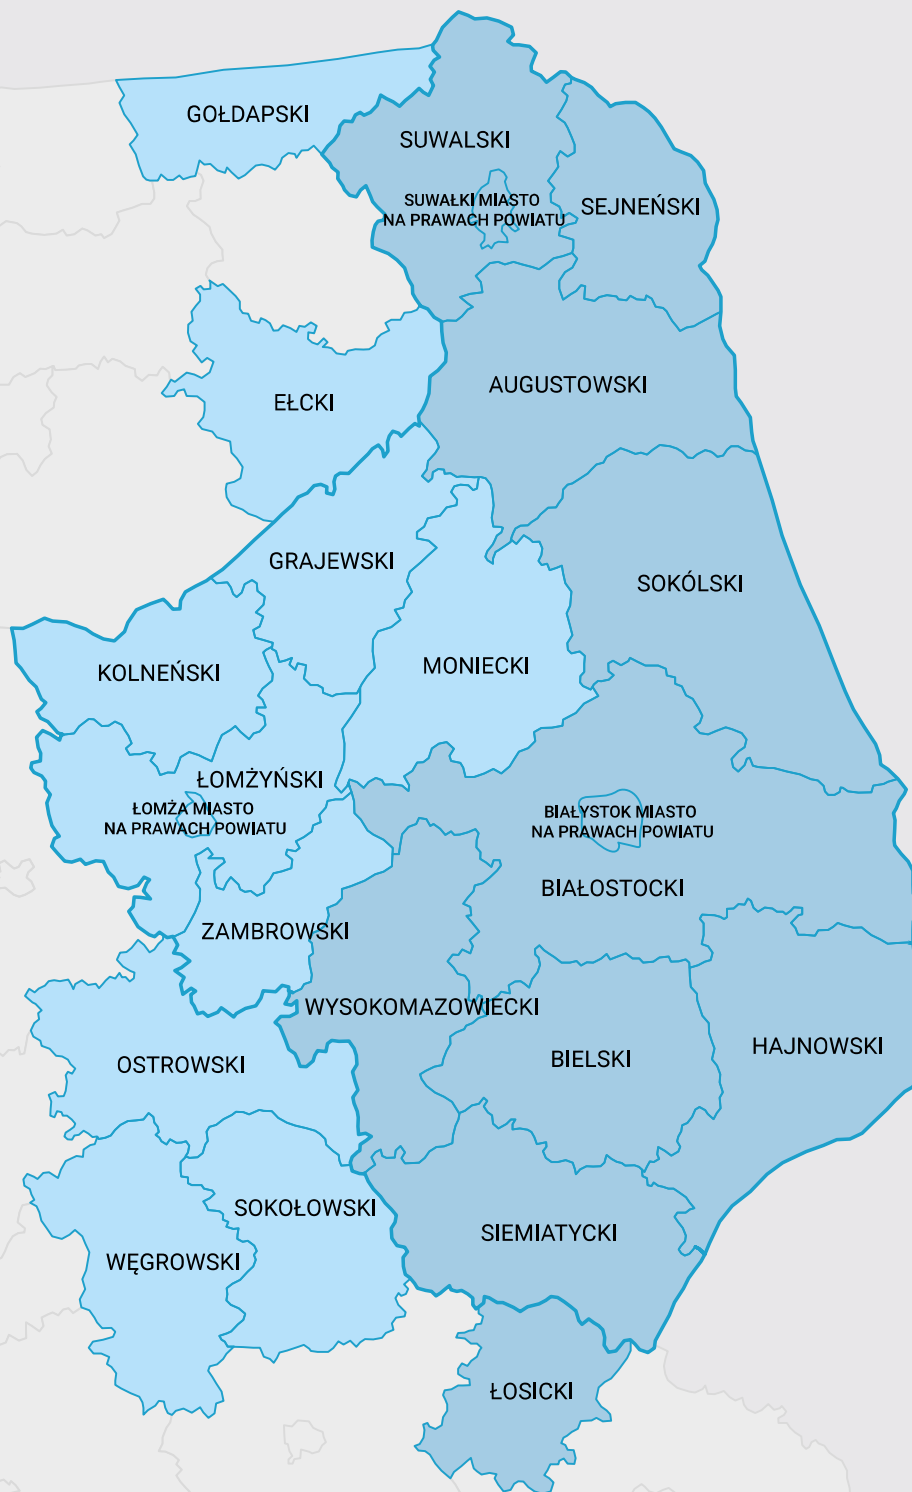 GOŁDAPSKI
SUWALSKI
SUWAŁKI MIASTO
NA PRAWACH POWIATU
SEJNEŃSKI
AUGUSTOWSKI
EŁCKI
GRAJEWSKI
SOKÓLSKI
KOLNEŃSKI
MONIECKI
ŁOMŻYŃSKI
ŁOMŻA MIASTO
NA PRAWACH POWIATU
BIAŁYSTOK MIASTO
NA PRAWACH POWIATU
BIAŁOSTOCKI
ZAMBROWSKI
WYSOKOMAZOWIECKI
HAJNOWSKI
BIELSKI
OSTROWSKI
SOKOŁOWSKI
SIEMIATYCKI
WĘGROWSKI
ŁOSICKI